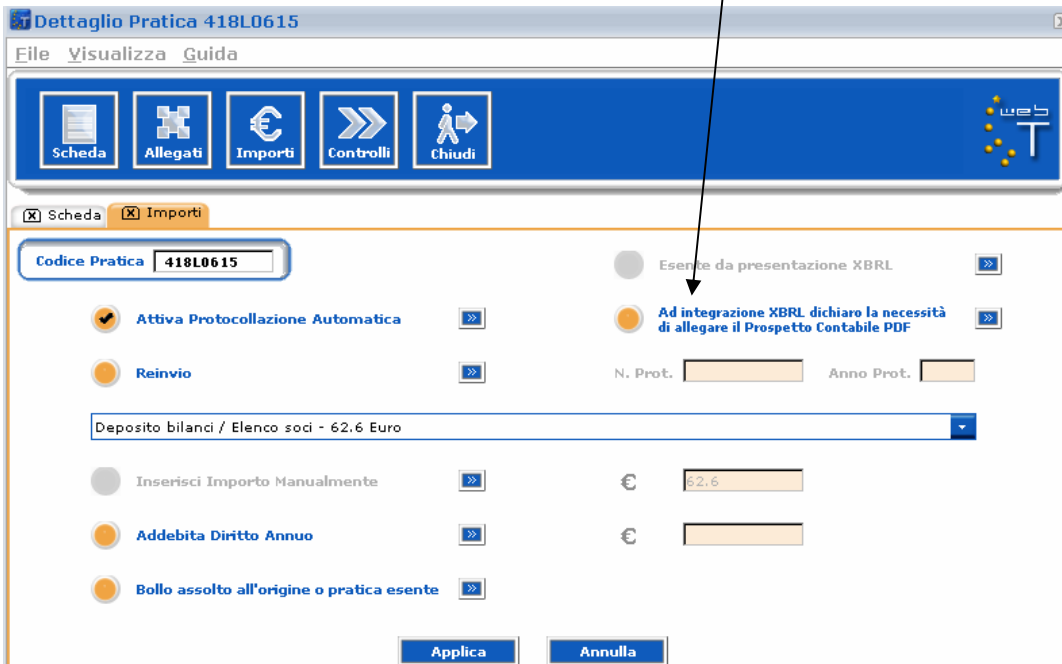 Dettaglio Pratica 418L0615
File Visualizza Guida
Scheda Allegati Importi Controlli Chiudi
web T
Scheda Importi
Codice Pratica 418L0615
Esente da presentazione XBRL
Attiva Protocollazione Automatica
Ad integrazione XBRL dichiaro la necessità
di allegare il Prospetto Contabile PDF
Reinvio
N. Prot. Anno Prot.
Deposito bilanci / Elenco soci - 62.6 Euro
Inserisci Importo Manualmente € 62.6
Addebita Diritto Annuo €
Bollo assolto all'origine o pratica esente
Applica Annulla